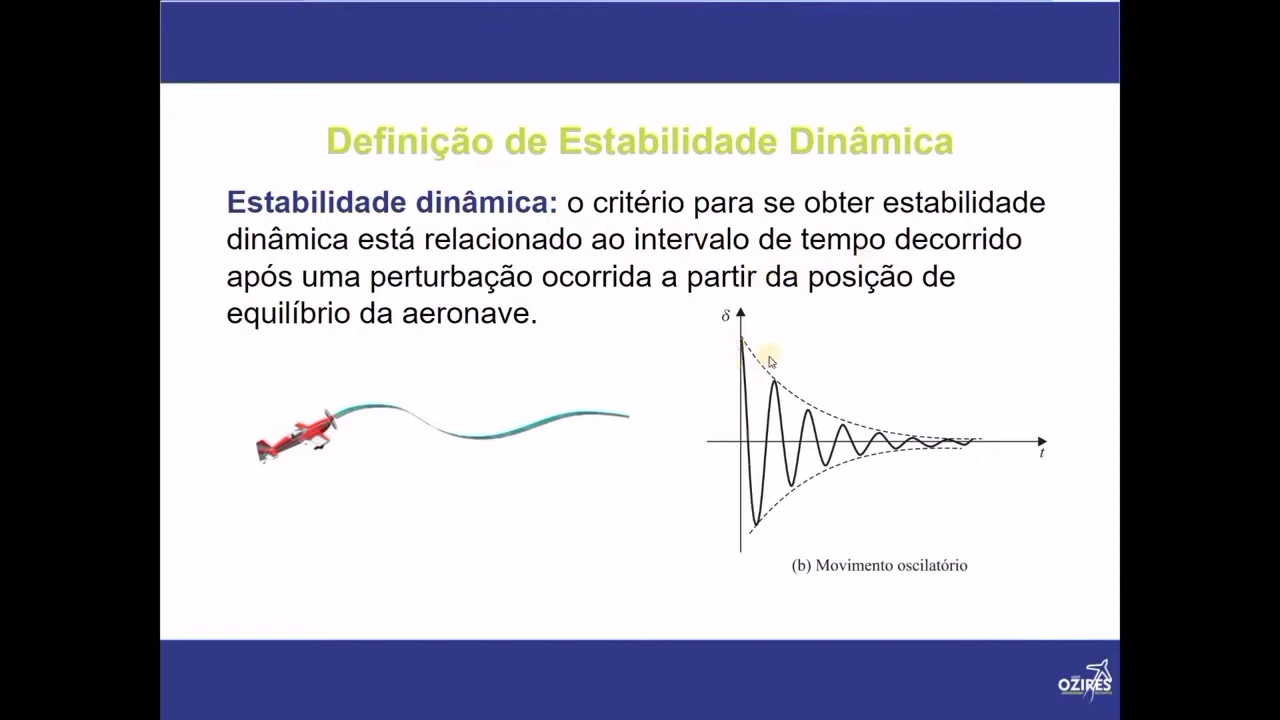 Definição de Estabilidade Dinâmica
Estabilidade dinâmica: o critério para se obter estabilidade
dinâmica está relacionado ao intervalo de tempo decorrido
após uma perturbação ocorrida a partir da posição de
equilíbrio da aeronave.
δ
t
(b) Movimento oscilatório
OZIRES